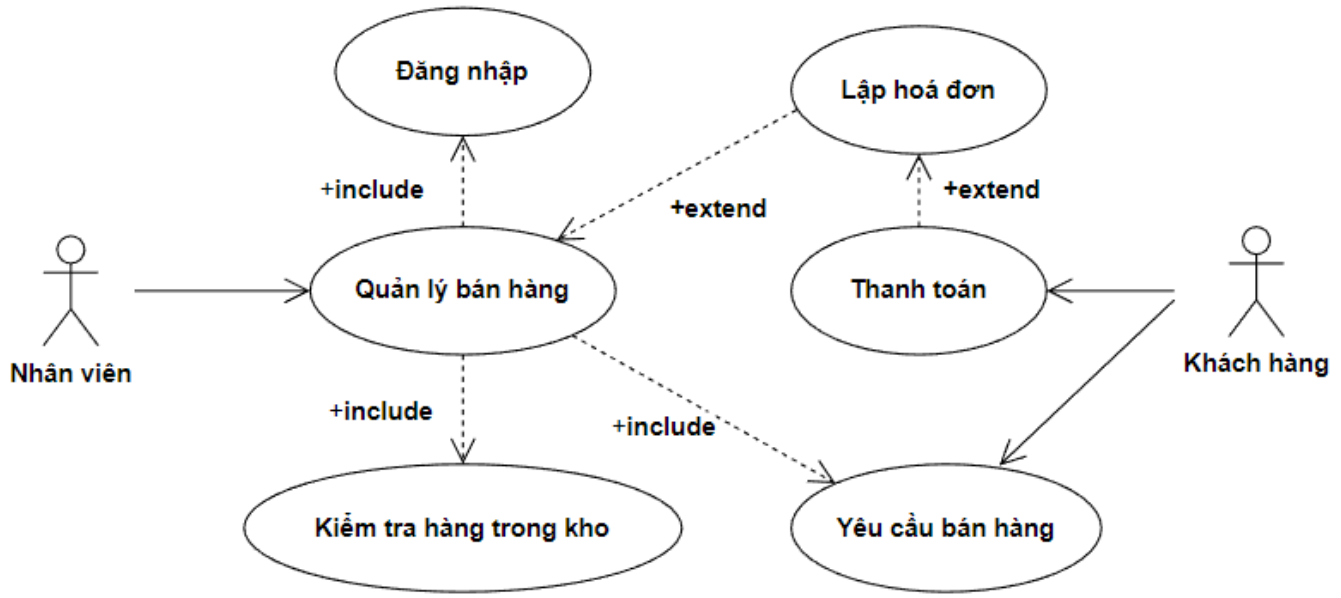 Đăng nhập
Lập hoá đơn
+include
+extend
+extend
Quản lý bán hàng
Thanh toán
Nhân viên
Khách hàng
+include
+include
Kiểm tra hàng trong kho
Yêu cầu bán hàng